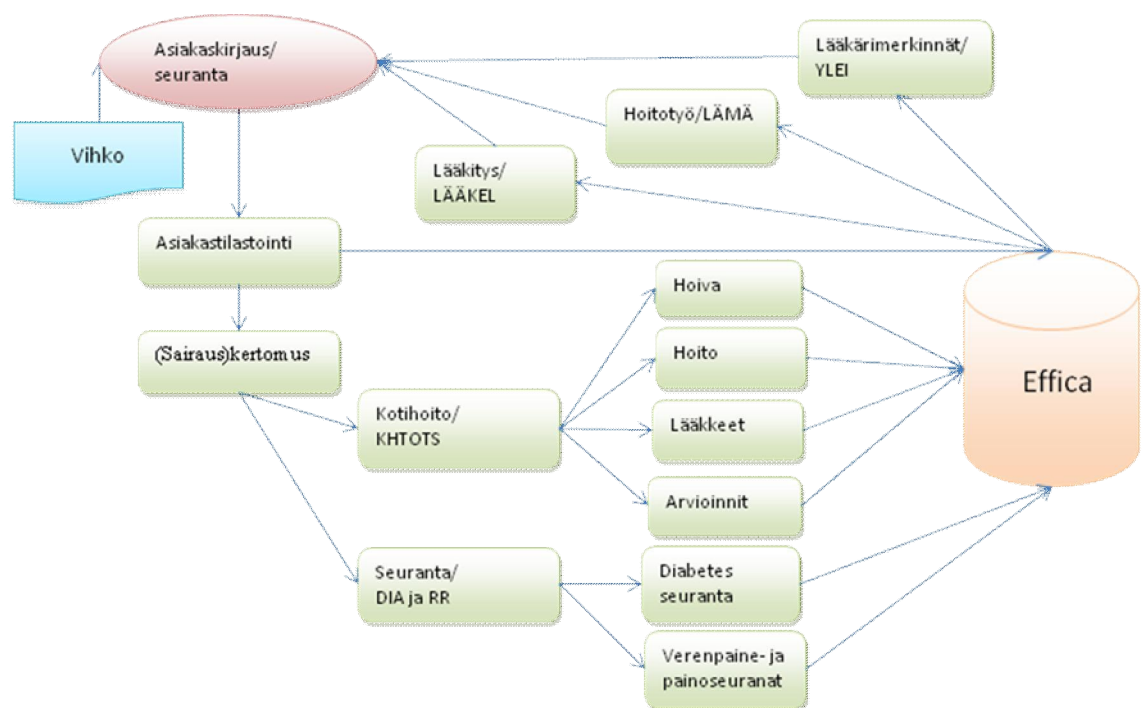 Asiakaskirjaus/
seuranta
Lääkärimerkinnät/
YLEI
Hoitotyö/LÄMÄ
Vihko
Lääkitys/
LÄÄKEL
Asiakastilastointi
Hoiva
(Sairaus)kertomus
Hoito
Effica
Kotihoito/
KHTOTS
Lääkkeet
Arvioinnit
Seuranta/
DIA ja RR
Diabetes
seuranta
Verenpaine- ja
painoseuranat